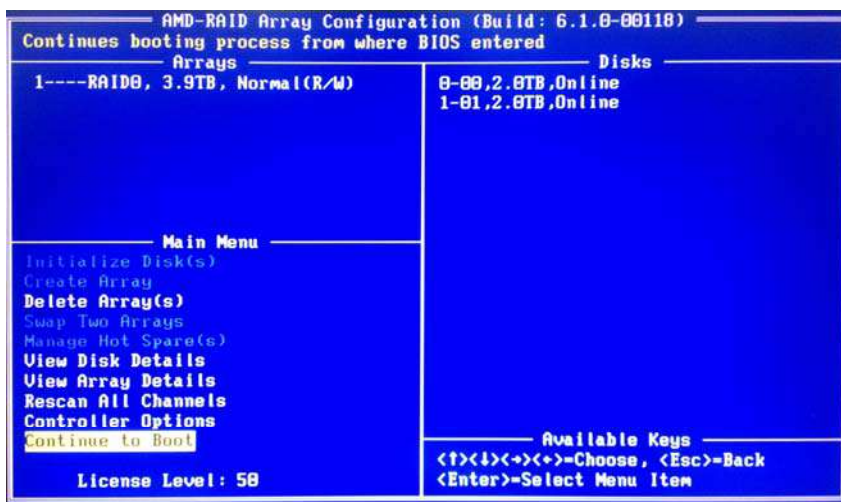 AMD-RAID Array Configuration (Build: 6.1.0-00118)
Continues booting process from where BIOS entered
Arrays
1----RAID0, 3.9TB, Normal(R/W)
Disks
0-00,2.0TB,Online
1-01,2.0TB,Online
Main Menu
Initialize Disk(s)
Create Array
Delete Array(s)
Swap Two Arrays
Manage Hot Spare(s)
View Disk Details
View Array Details
Rescan All Channels
Controller Options
Continue to Boot
License Level: 50
Available Keys
<↑><↓><→><←>=Choose, <Esc>=Back
<Enter>=Select Menu Item